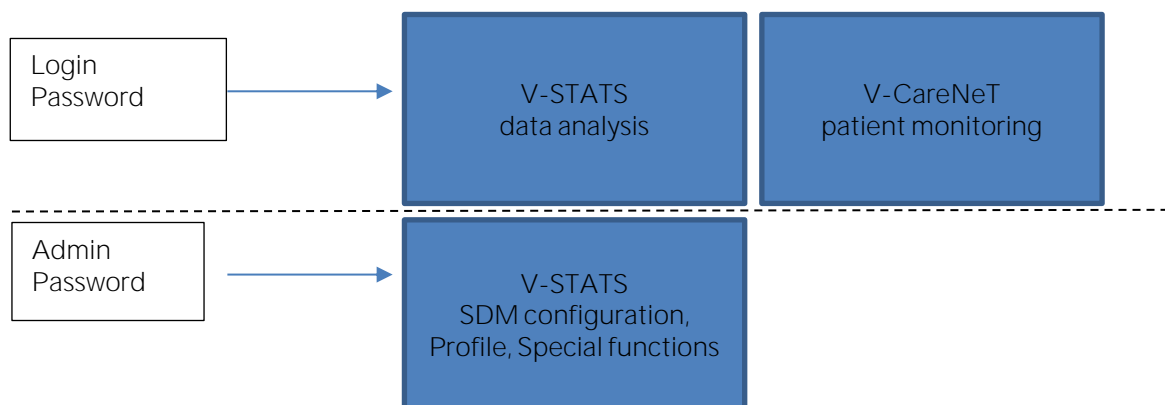 Login
Password
V-STATS
data analysis
V-CareNeT
patient monitoring
Admin
Password
V-STATS
SDM configuration,
Profile, Special functions